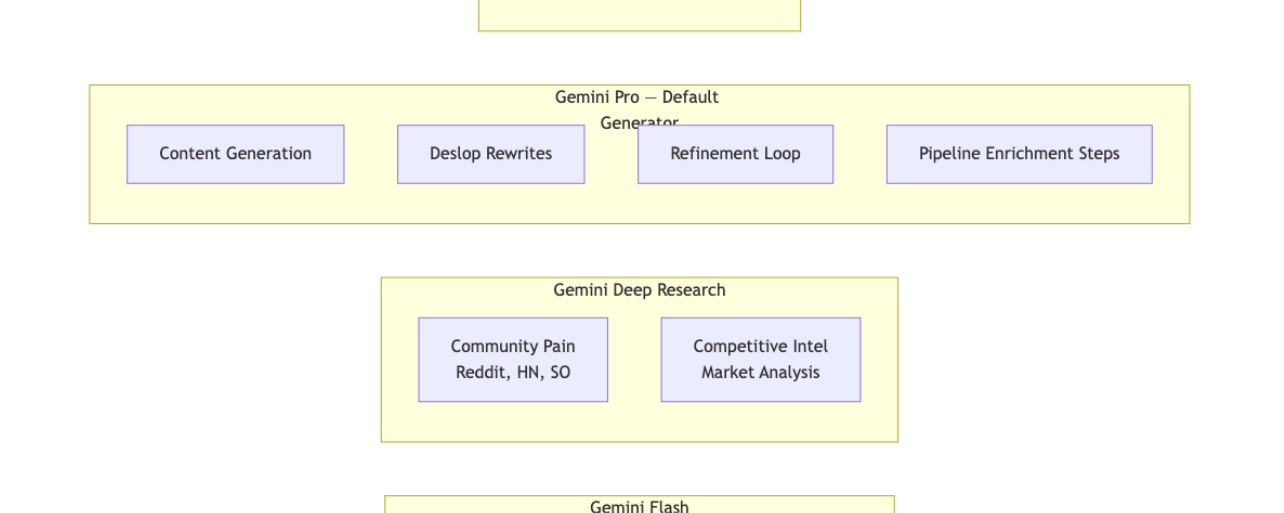 Gemini Pro — Default
Generator
Content Generation
Deslop Rewrites
Refinement Loop
Pipeline Enrichment Steps
Gemini Deep Research
Community Pain
Reddit, HN, SO
Competitive Intel
Market Analysis
Gemini Flash